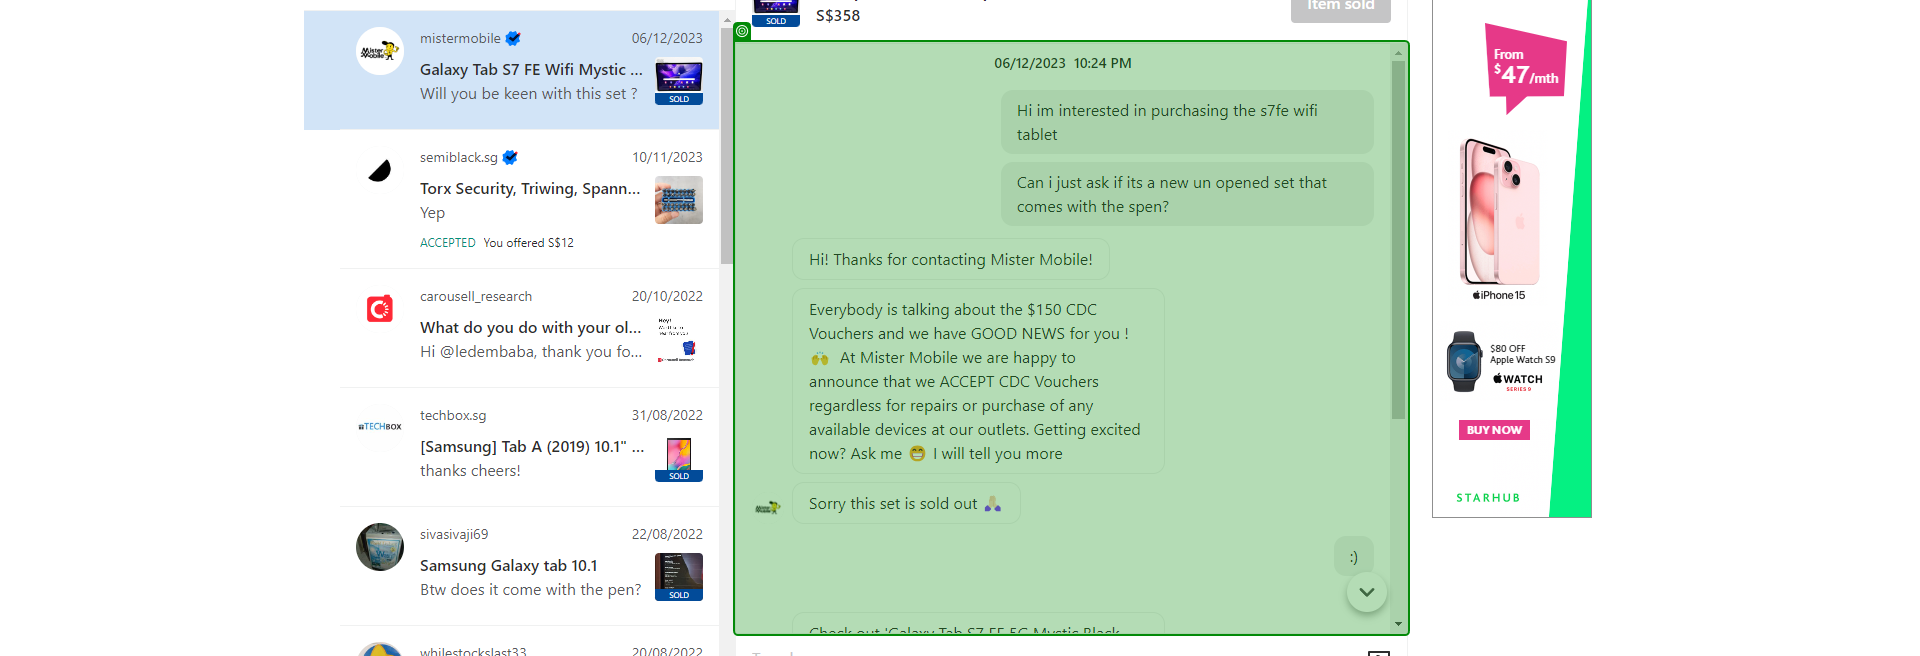 mistermobile
06/12/2023
Galaxy Tab S7 FE Wifi Mystic ...
Will you be keen with this set ?
SOLD
semiblack.sg
10/11/2023
Torx Security, Triwing, Spann...
Yep
ACCEPTED You offered S$12
carousell_research
20/10/2022
What do you do with your ol...
Hi @ledembaba, thank you fo...
techbox.sg
31/08/2022
TECHBOX
[Samsung] Tab A (2019) 10.1" ...
thanks cheers!
SOLD
sivasivaji69
22/08/2022
Samsung Galaxy tab 10.1
Btw does it come with the pen?
SOLD
whilestockslast33
20/08/2022
SOLD
S$358
Item sold
06/12/2023 10:24 PM
Hi im interested in purchasing the s7fe wifi
tablet
Can i just ask if its a new un opened set that
comes with the spen?
Hi! Thanks for contacting Mister Mobile!
Everybody is talking about the $150 CDC
Vouchers and we have GOOD NEWS for you !
🙌 At Mister Mobile we are happy to
announce that we ACCEPT CDC Vouchers
regardless for repairs or purchase of any
available devices at our outlets. Getting excited
now? Ask me 😁 I will tell you more
Sorry this set is sold out 🙏
:)
Check out 'Galaxy Tab S7 FE 5G Mystic Black
From
$47/mth
iPhone 15
$80 OFF
Apple Watch S9
WATCH
SERIES 9
BUY NOW
STARHUB